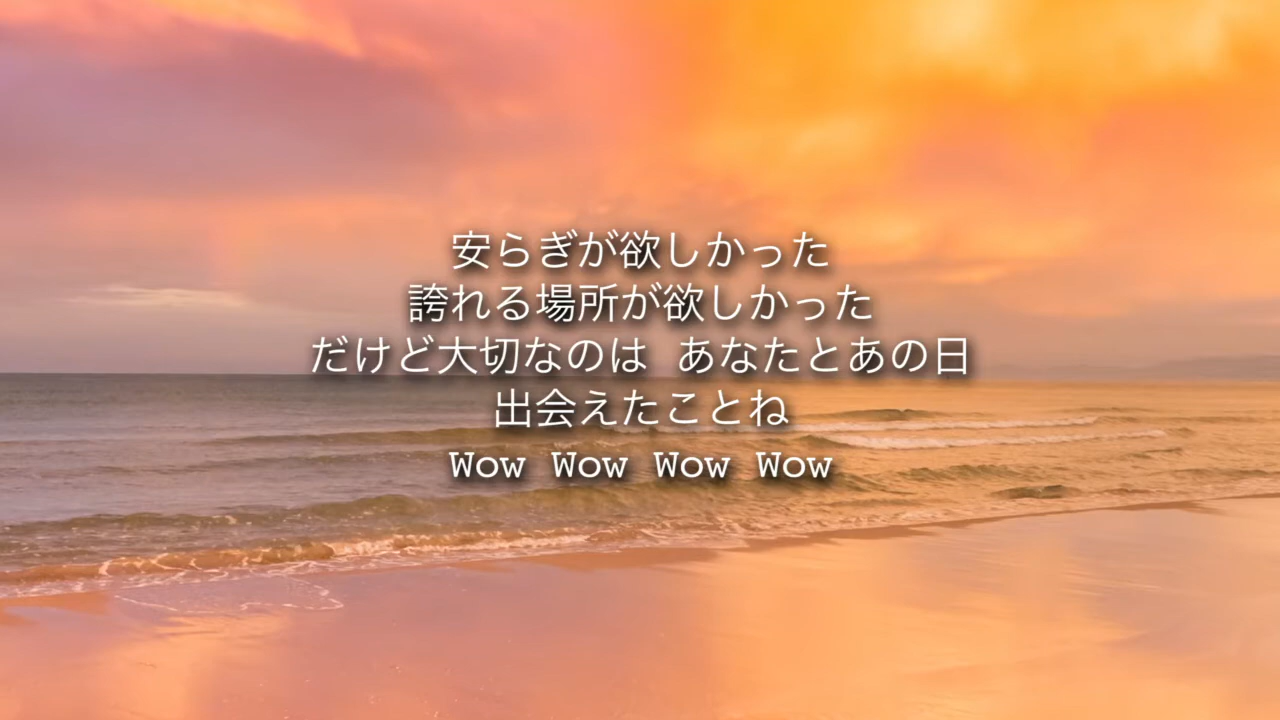 安らぎが欲しかった
誇れる場所が欲しかった
だけど大切なのは あなたとあの日
出会えたことね
Wow Wow Wow Wow